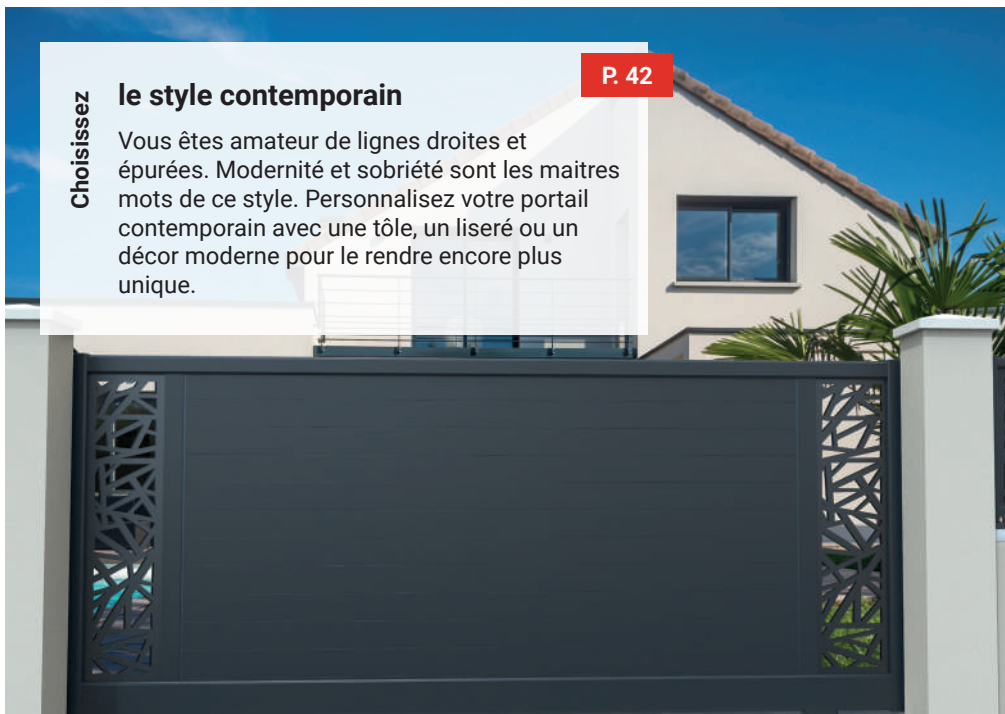 P. 42
Choisissez
le style contemporain
Vous êtes amateur de lignes droites et
épurées. Modernité et sobriété sont les maitres
mots de ce style. Personnalisez votre portail
contemporain avec une tôle, un liseré ou un
décor moderne pour le rendre encore plus
unique.